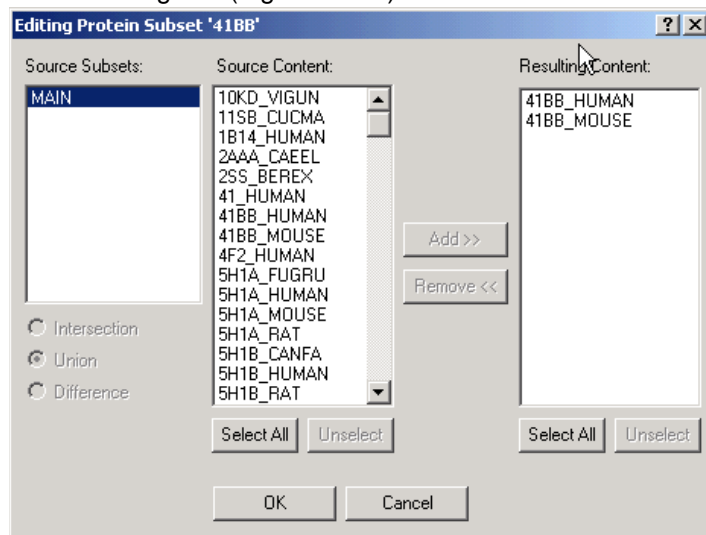 Editing Protein Subset '41BB'
Source Subsets:
MAIN
Intersection
Union
Difference
Source Content:
10KD_VIGUN
11SB_CUCMA
1B14_HUMAN
2AAA_CAEEL
2SS_BEREX
41_HUMAN
41BB_HUMAN
41BB_MOUSE
4F2_HUMAN
5H1A_FUGRU
5H1A_HUMAN
5H1A_MOUSE
5H1A_RAT
5H1B_CANFA
5H1B_HUMAN
5H1B_RAT
Select All
Unselect
Add >>
Remove <<
Resulting Content:
41BB_HUMAN
41BB_MOUSE
Select All
Unselect
OK
Cancel